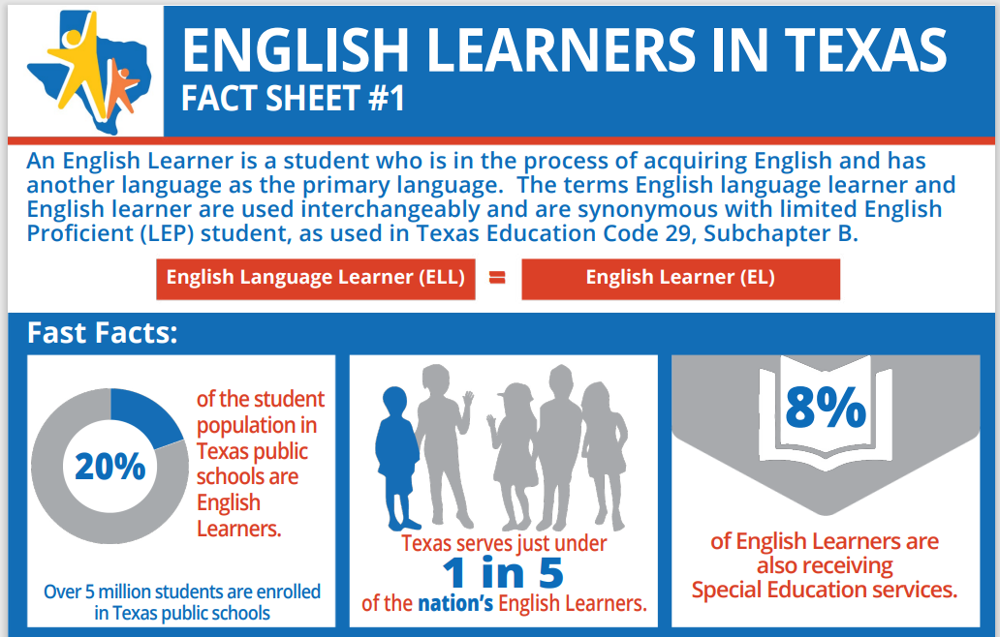 ENGLISH LEARNERS IN TEXAS
FACT SHEET #1
An English Learner is a student who is in the process of acquiring English and has
another language as the primary language.  The terms English language learner and
English learner are used interchangeably and are synonymous with limited English
Proficient (LEP) student, as used in Texas Education Code 29, Subchapter B.
English Language Learner (ELL) = English Learner (EL)
Fast Facts:
20%
of the student
population in
Texas public
schools are
English
Learners.
Over 5 million students are enrolled
in Texas public schools
Texas serves just under
1 in 5
of the nation's English Learners.
8%
of English Learners are
also receiving
Special Education services.